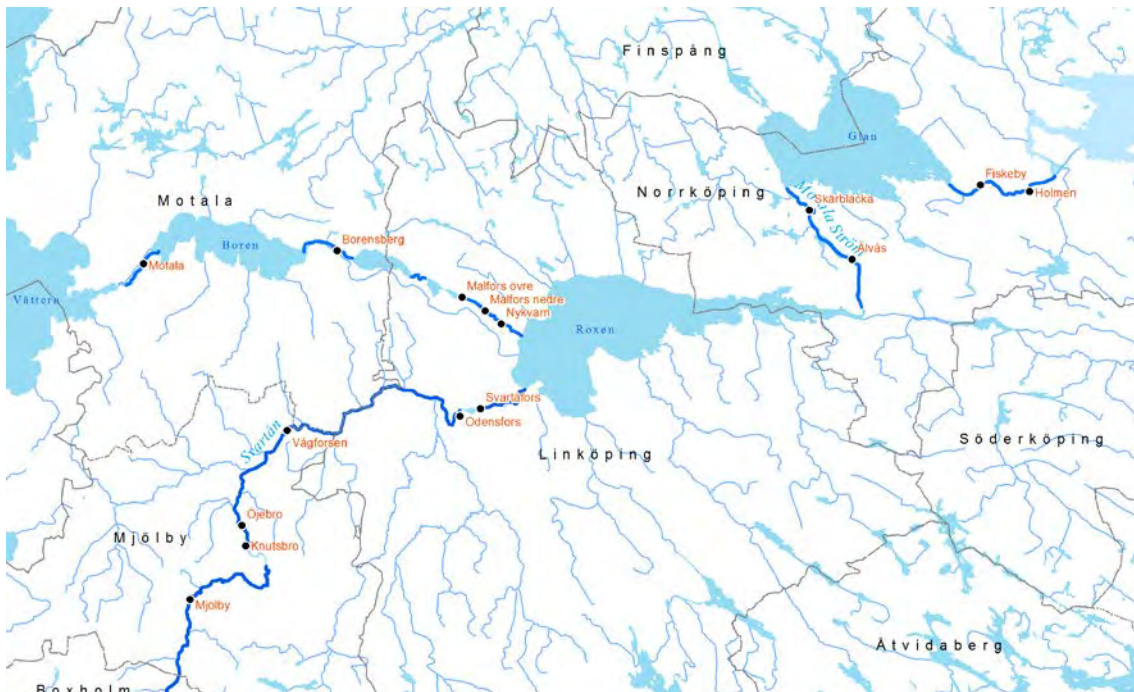 Finspång
Glan
Fiskeby
Holmen
Motala
Norrköping
Motala Ström
Skärblacka
Älvås
Boren
Borensberg
Motala
Vättern
Malfors övre
Malfors nedre
Nykvarn
Roxen
Svartåfors
Odensfors
Svartån
Vågforsen
Linköping
Söderköping
Öjebro
Mjölby
Knutsbro
Mjölby
Åtvidaberg
Boxholm